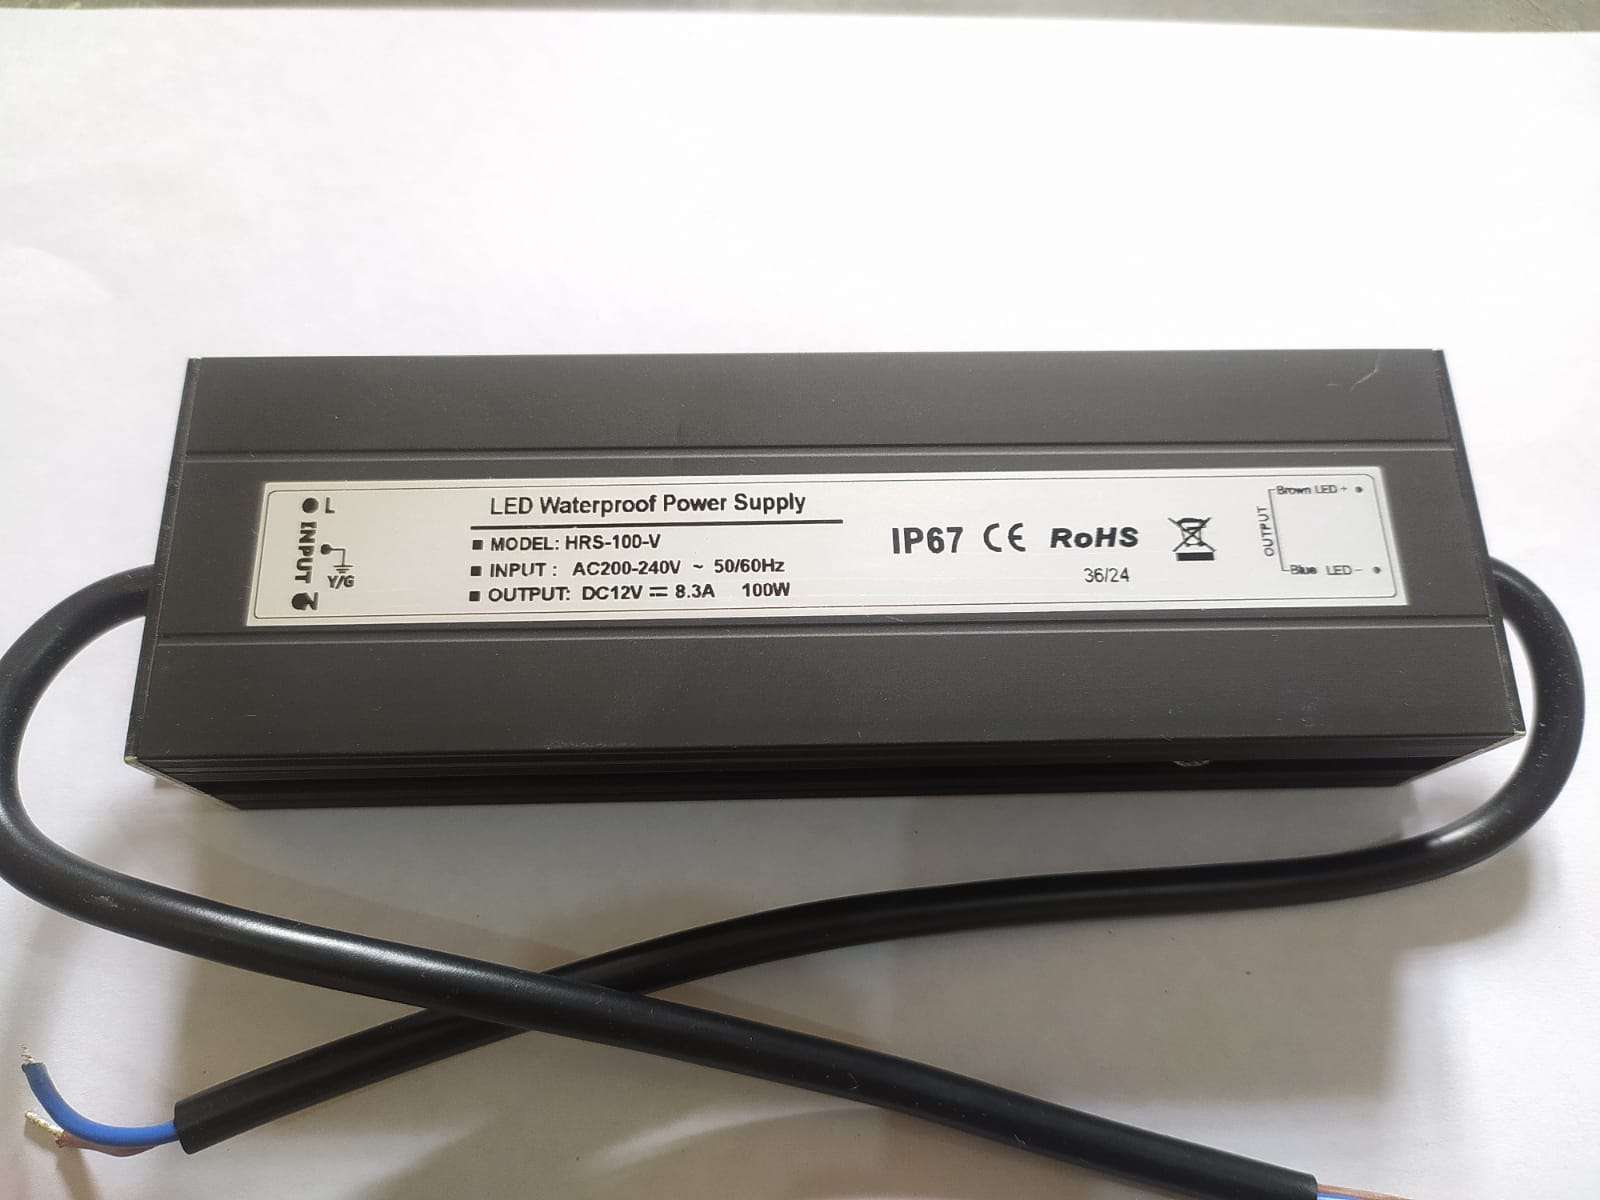 L
INPUT
Y/G
N
LED Waterproof Power Supply
MODEL: HRS-100-V
INPUT : AC200-240V ~ 50/60Hz
OUTPUT: DC12V ⎓ 8.3A 100W
IP67 CE RoHS
36/24
OUTPUT
Brown LED+
Blue LED-